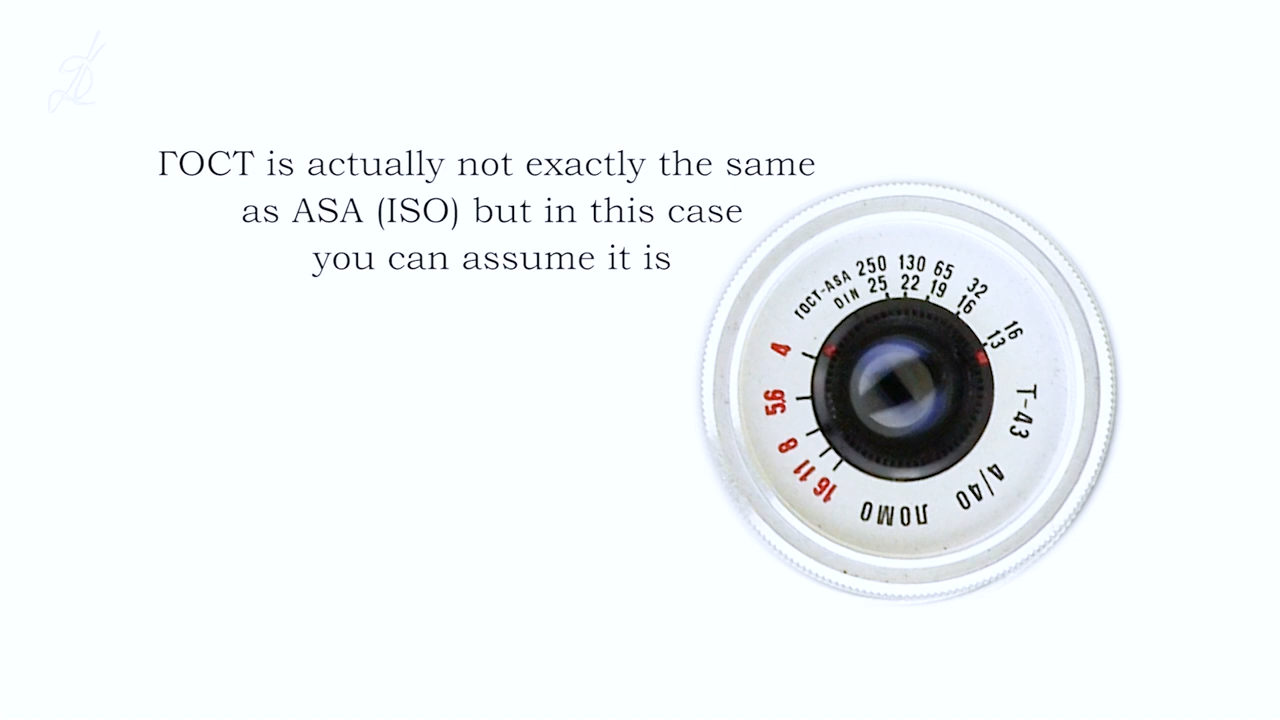 ГОСТ is actually not exactly the same
as ASA (ISO) but in this case
you can assume it is
ГОСТ-ASA 250 130 65 32 16
DIN 25 22 19 16 13
4
5,6
8
11
16
Т-43
4/40
ЛОМО